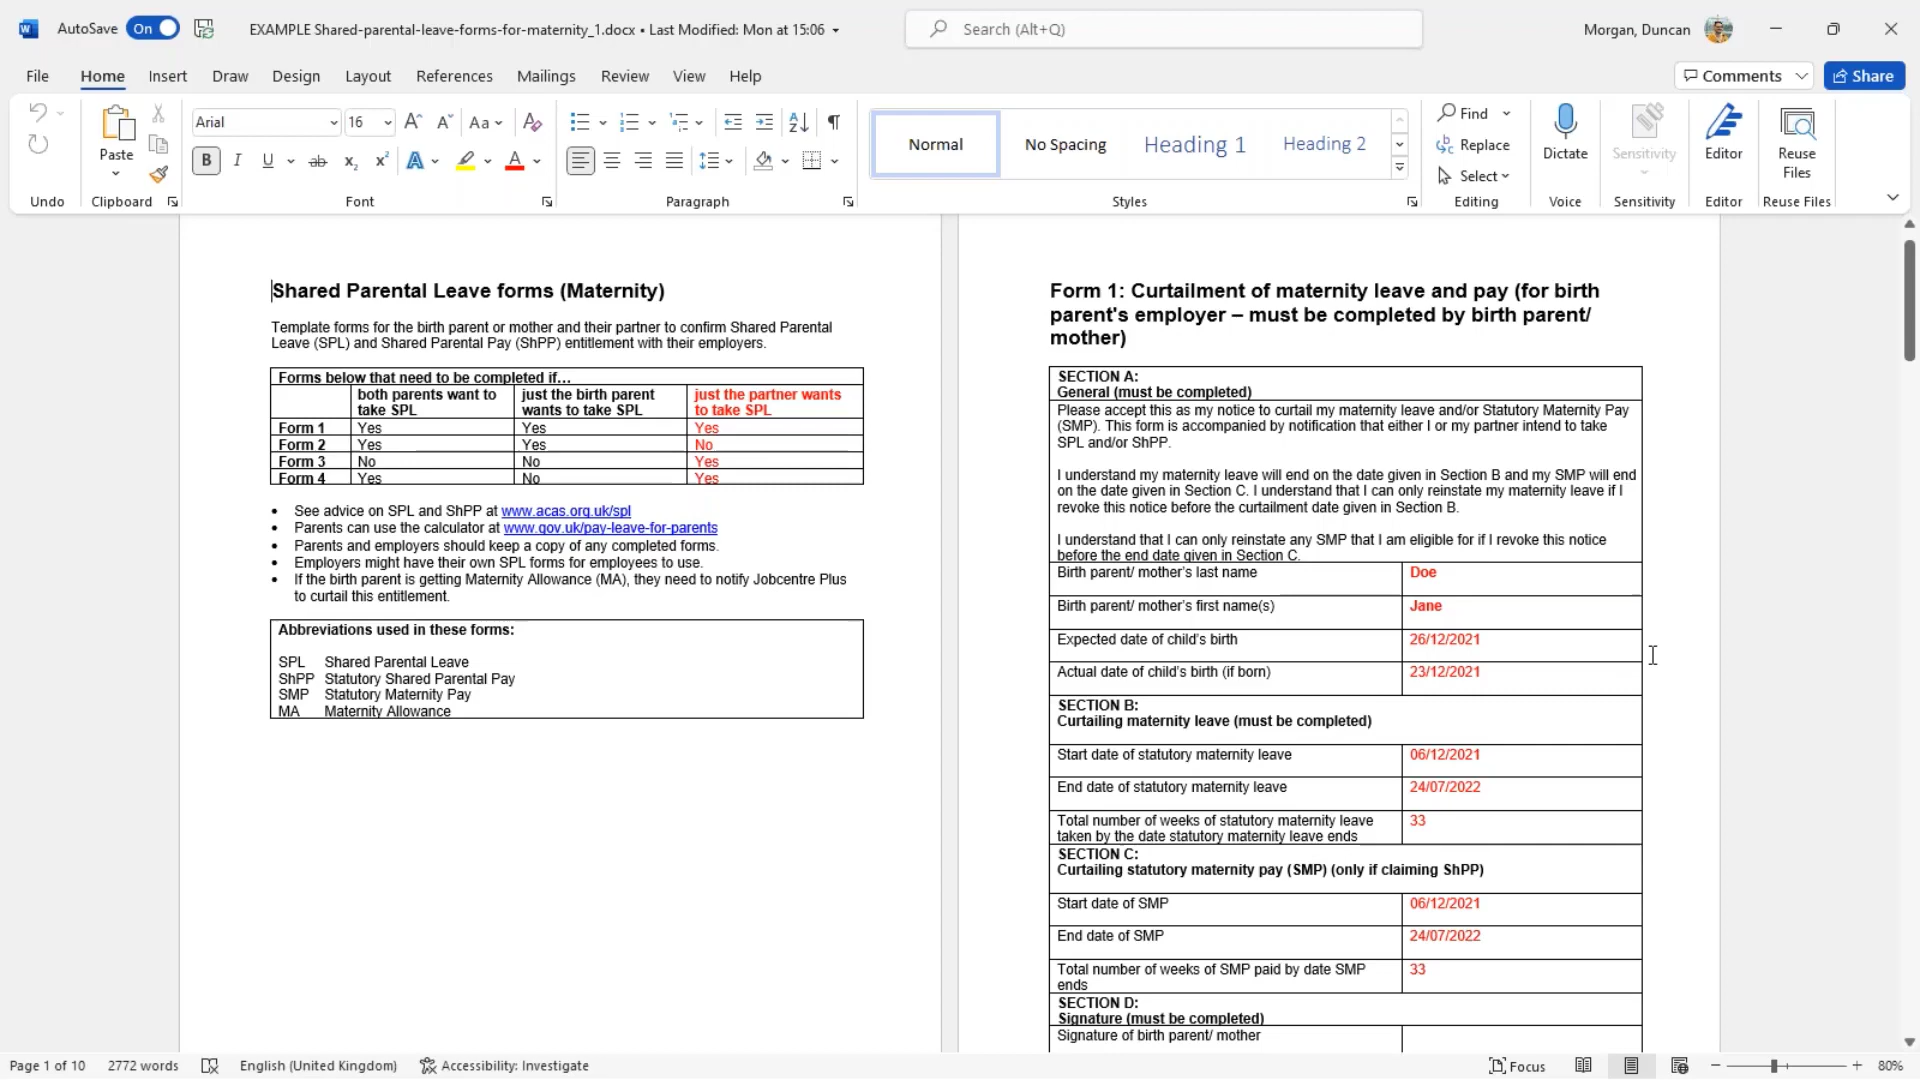 AutoSave On EXAMPLE Shared-parental-leave-forms-for-maternity_1.docx • Last Modified: Mon at 15:06 Search (Alt+Q) Morgan, Duncan
File Home Insert Draw Design Layout References Mailings Review View Help Comments Share
Arial 16 Aa
Paste
B I U ab x₂ x² A A
Undo Clipboard Font Paragraph
Normal No Spacing Heading 1 Heading 2
Styles
Find
Replace
Select
Editing
Dictate
Voice
Sensitivity
Sensitivity
Editor
Editor
Reuse
Files
Reuse Files
Shared Parental Leave forms (Maternity)
Template forms for the birth parent or mother and their partner to confirm Shared Parental
Leave (SPL) and Shared Parental Pay (ShPP) entitlement with their employers.
Forms below that need to be completed if…
both parents want to take SPL just the birth parent wants to take SPL just the partner wants to take SPL
Form 1 Yes Yes Yes
Form 2 Yes Yes No
Form 3 No No Yes
Form 4 Yes No Yes
• See advice on SPL and ShPP at www.acas.org.uk/spl
• Parents can use the calculator at www.gov.uk/pay-leave-for-parents
• Parents and employers should keep a copy of any completed forms.
• Employers might have their own SPL forms for employees to use.
• If the birth parent is getting Maternity Allowance (MA), they need to notify Jobcentre Plus
to curtail this entitlement.
Abbreviations used in these forms:
SPL Shared Parental Leave
ShPP Statutory Shared Parental Pay
SMP Statutory Maternity Pay
MA Maternity Allowance
Form 1: Curtailment of maternity leave and pay (for birth
parent's employer – must be completed by birth parent/
mother)
SECTION A:
General (must be completed)
Please accept this as my notice to curtail my maternity leave and/or Statutory Maternity Pay
(SMP). This form is accompanied by notification that either I or my partner intend to take
SPL and/or ShPP.
I understand my maternity leave will end on the date given in Section B and my SMP will end
on the date given in Section C. I understand that I can only reinstate my maternity leave if I
revoke this notice before the curtailment date given in Section B.
I understand that I can only reinstate any SMP that I am eligible for if I revoke this notice
before the end date given in Section C.
Birth parent/ mother’s last name Doe
Birth parent/ mother’s first name(s) Jane
Expected date of child’s birth 26/12/2021
Actual date of child’s birth (if born) 23/12/2021
SECTION B:
Curtailing maternity leave (must be completed)
Start date of statutory maternity leave 06/12/2021
End date of statutory maternity leave 24/07/2022
Total number of weeks of statutory maternity leave 33
taken by the date statutory maternity leave ends
SECTION C:
Curtailing statutory maternity pay (SMP) (only if claiming ShPP)
Start date of SMP 06/12/2021
End date of SMP 24/07/2022
Total number of weeks of SMP paid by date SMP 33
ends
SECTION D:
Signature (must be completed)
Signature of birth parent/ mother
Page 1 of 10 2772 words English (United Kingdom) Accessibility: Investigate Focus 80%